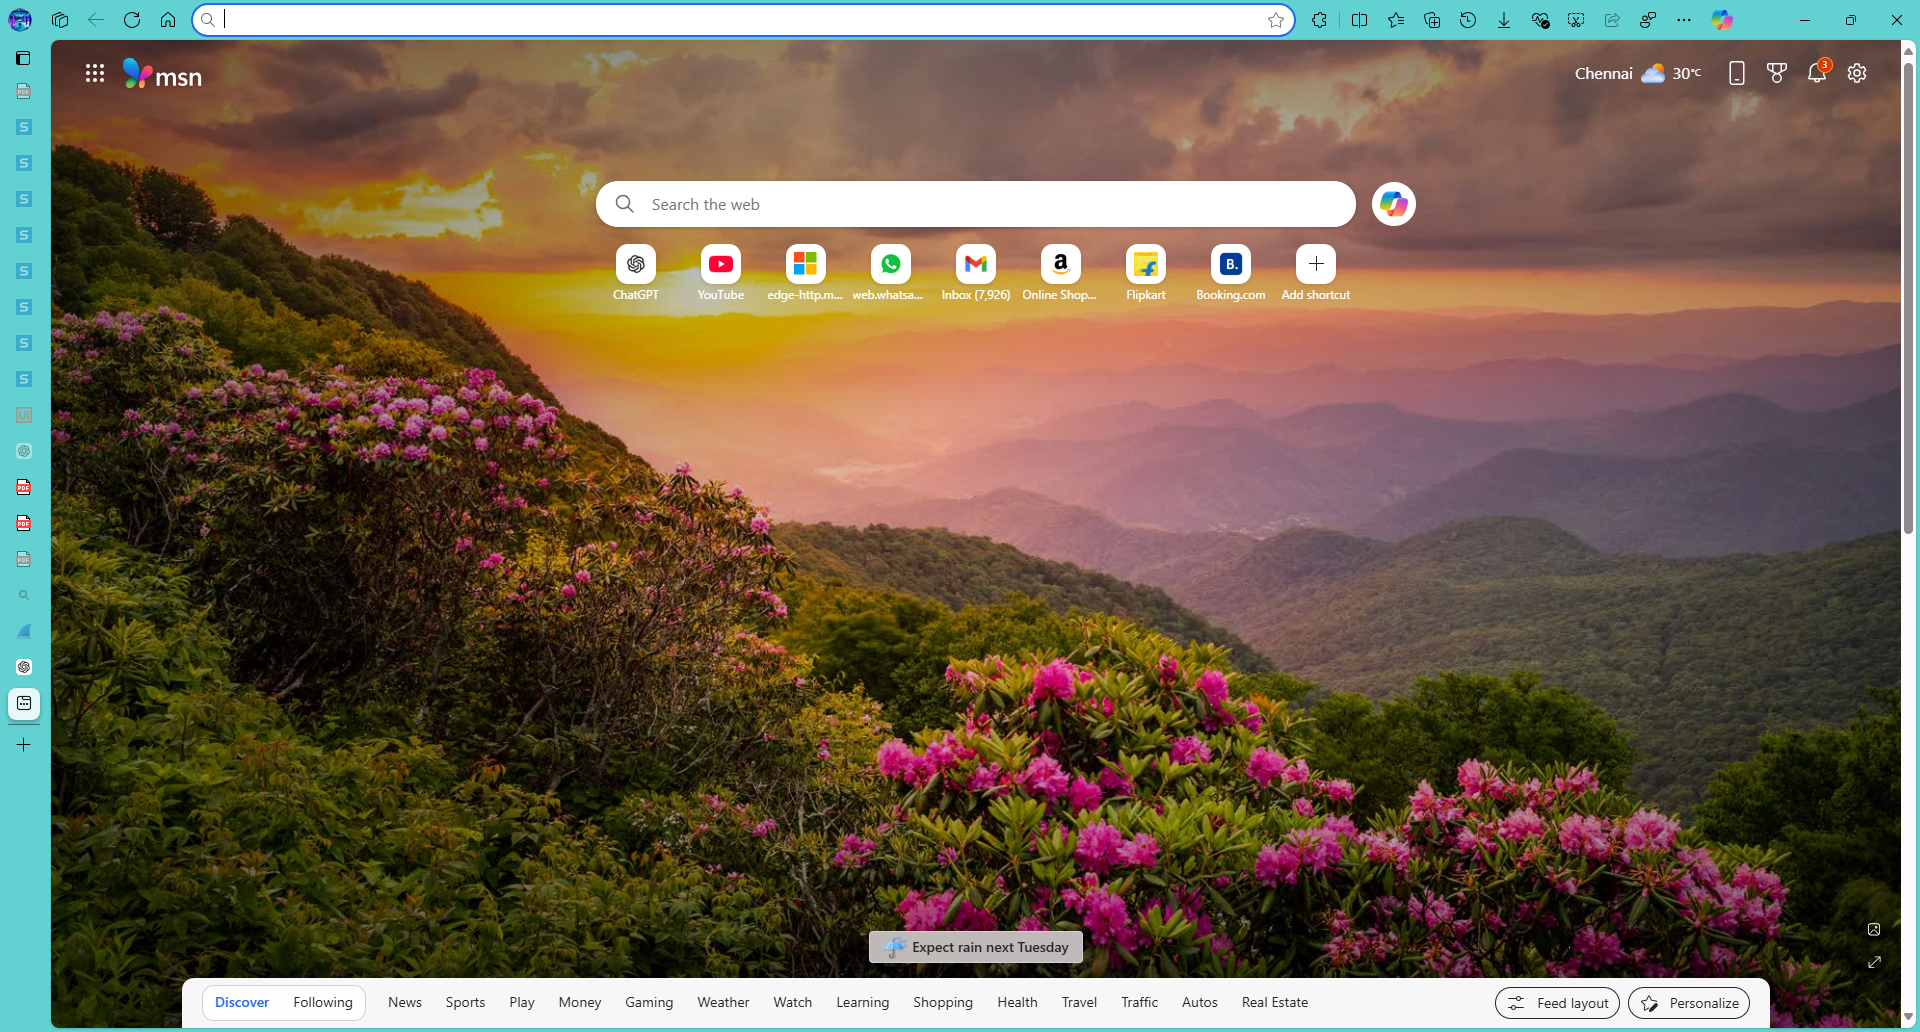 msn
Chennai 30°C
3
Search the web
ChatGPT
YouTube
edge-http.m...
web.whatsa...
Inbox (7,926)
Online Shop...
Flipkart
Booking.com
Add shortcut
Expect rain next Tuesday
Discover Following News Sports Play Money Gaming Weather Watch Learning Shopping Health Travel Traffic Autos Real Estate Feed layout Personalize